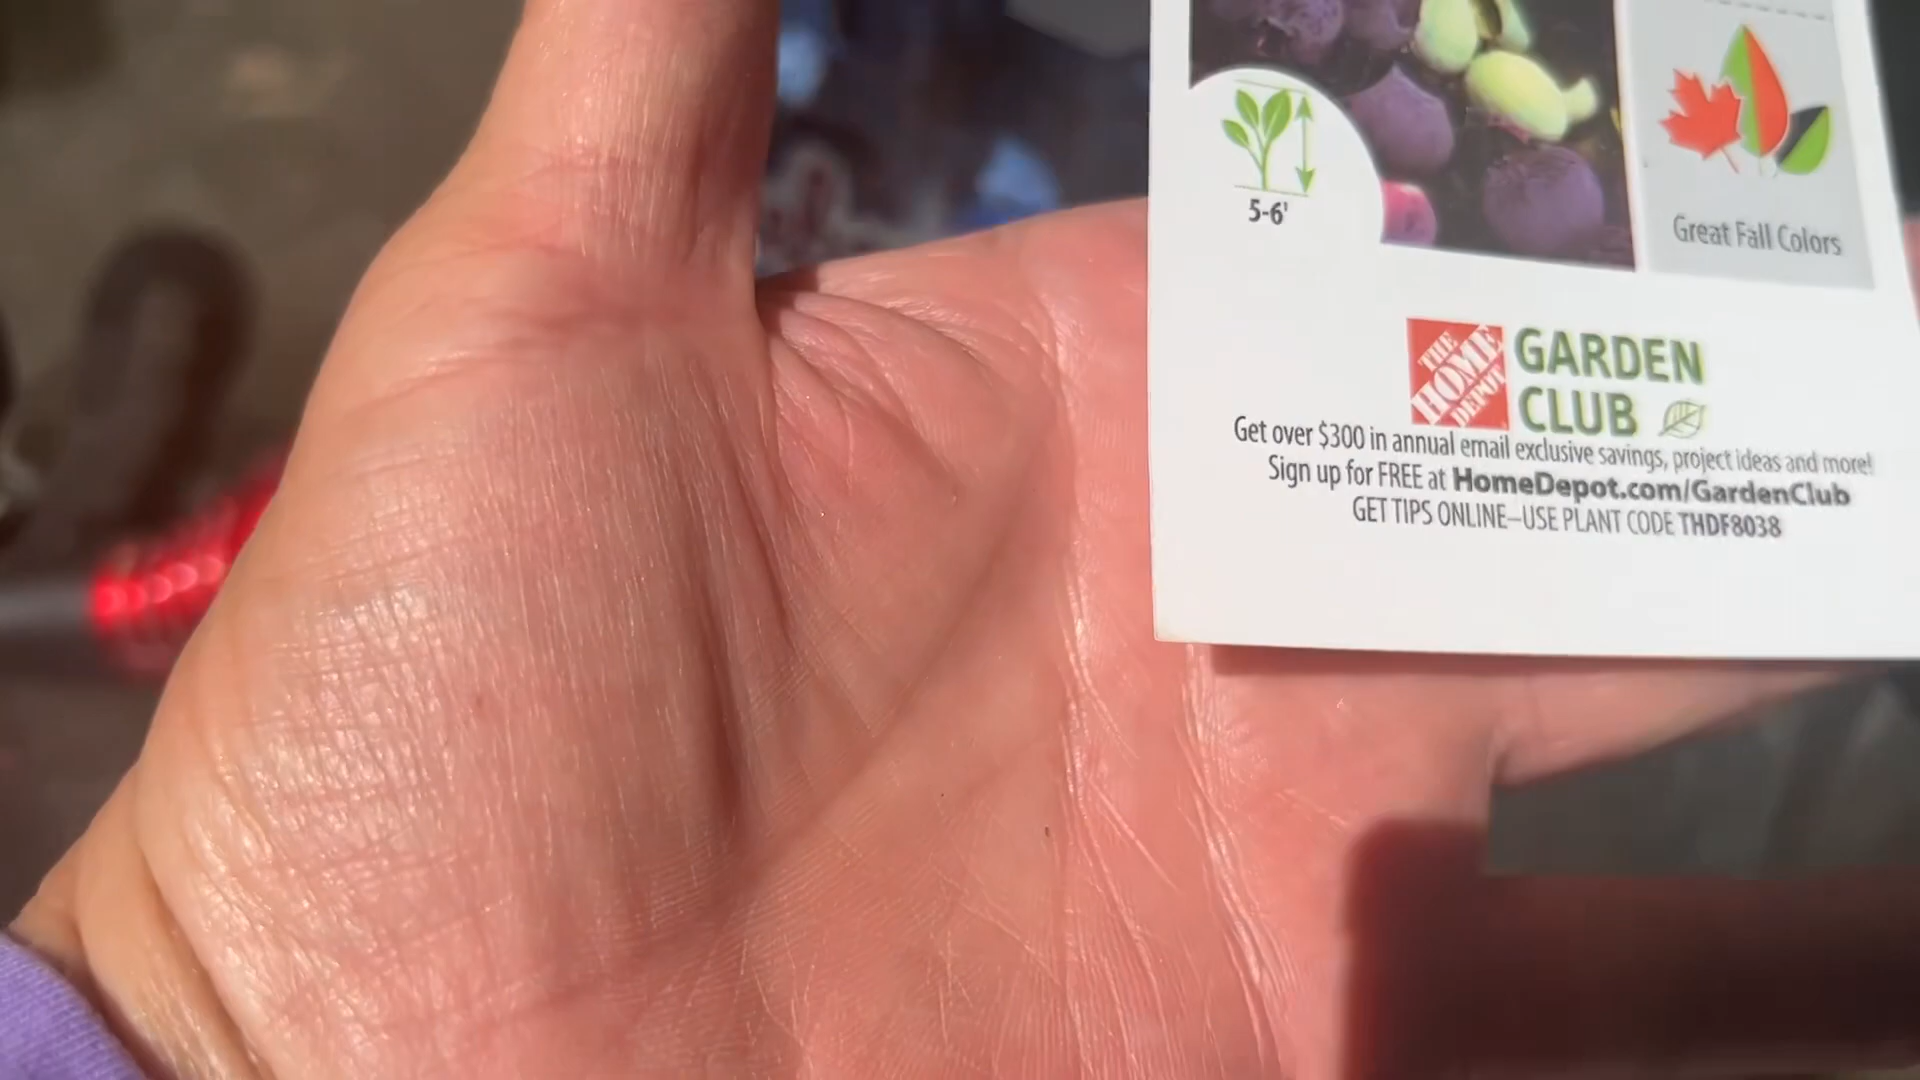 5-6'
Great Fall Colors
THE
HOME
DEPOT
GARDEN
CLUB
Get over $300 in annual email exclusive savings, project ideas and more!
Sign up for FREE at HomeDepot.com/GardenClub
GET TIPS ONLINE–USE PLANT CODE THDF8038